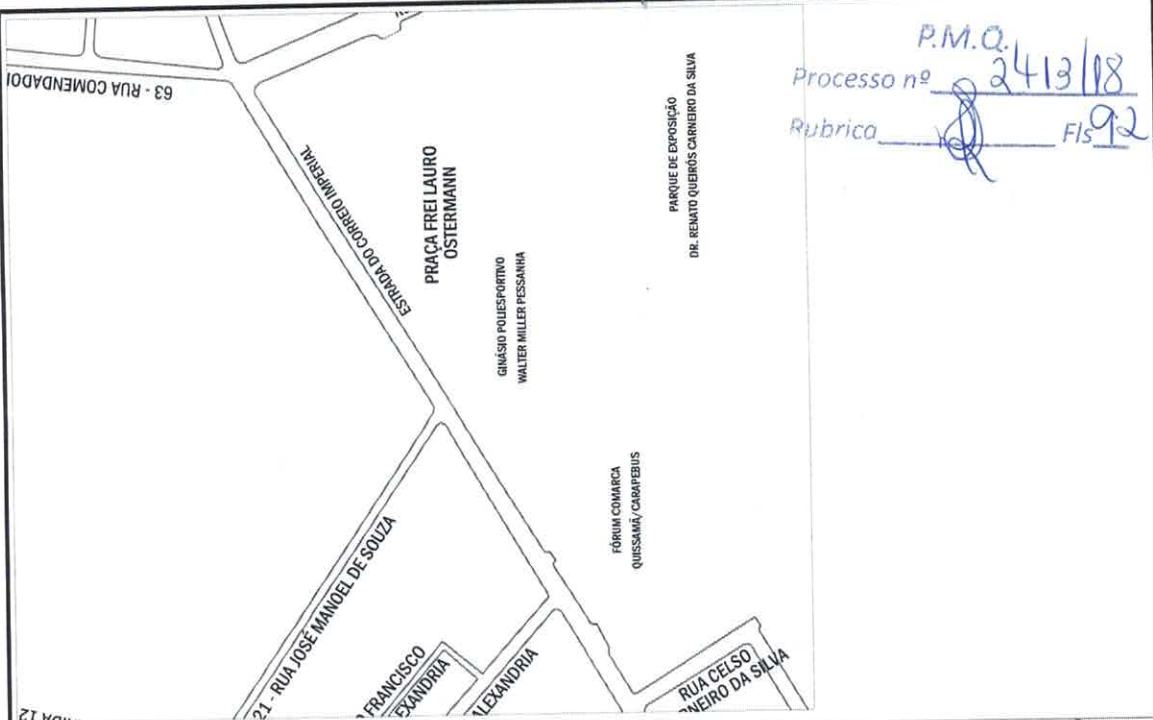 P.M.Q.
Processo nº 2413/18
Rubrica Fls 92
63 - RUA COMENDADOR
ESTRADA DO CORREIO IMPERIAL
PRAÇA FREI LAURO
OSTERMANN
PARQUE DE EXPOSIÇÃO
DR. RENATO QUEIRÓS CARNEIRO DA SILVA
GINÁSIO POLIESPORTIVO
WALTER MILLER PESSANHA
FÓRUM COMARCA
QUISSAMÃ/CARAPEBUS
21 - RUA JOSÉ MANOEL DE SOUZA
FRANCISCO
EXANDRIA
ALEXANDRIA
RUA CELSO
RNEIRO DA SILVA